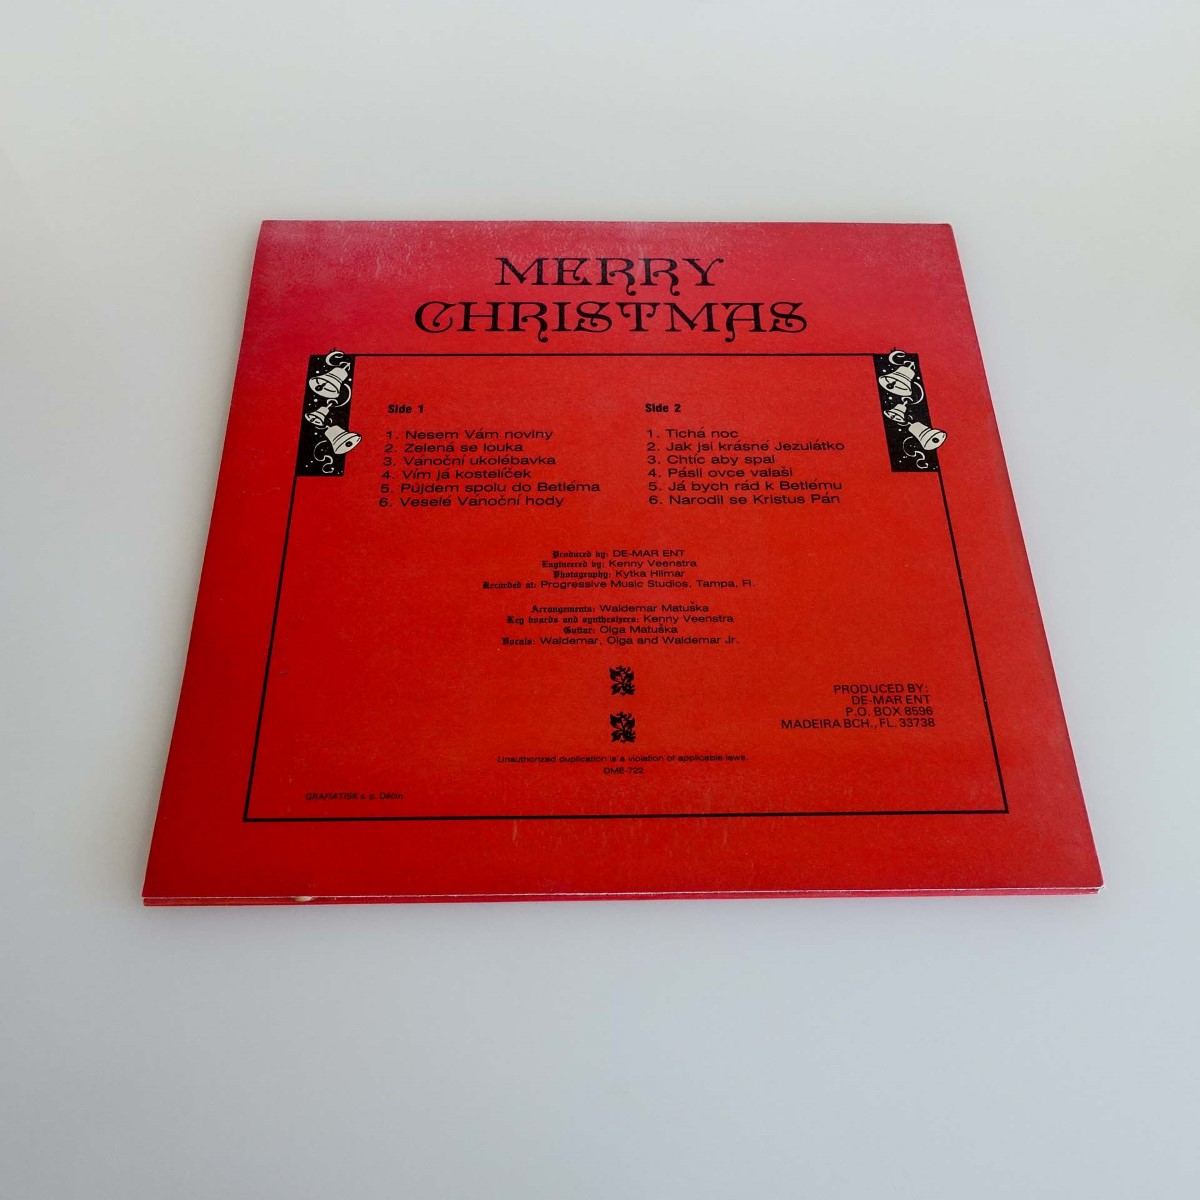 MERRY
CHRISTMAS
Side 1
1. Nesem Vám noviny
2. Zelená se louka
3. Vánoční ukolébavka
4. Vím já kostelíček
5. Půjdem spolu do Betléma
6. Veselé Vánoční hody
Side 2
1. Tichá noc
2. Jak jsi krásné Jezulátko
3. Chtíc aby spal
4. Pásli ovce valaši
5. Já bych rád k Betlému
6. Narodil se Kristus Pán
Produced by: DE-MAR ENT
Engineered by: Kenny Veenstra
Photography: Kytka Hilmar
Recorded at: Progressive Music Studios, Tampa, Fl.
Arrangements: Waldemar Matuška
Key boards and synthesizers: Kenny Veenstra
Guitar: Olga Matuška
Vocals: Waldemar, Olga and Waldemar Jr.
PRODUCED BY:
DE-MAR ENT
P.O. BOX 8596
MADEIRA BCH., FL. 33738
Unauthorized duplication is a violation of applicable laws.
DME-722
GRAFATISK s. p. Děčín